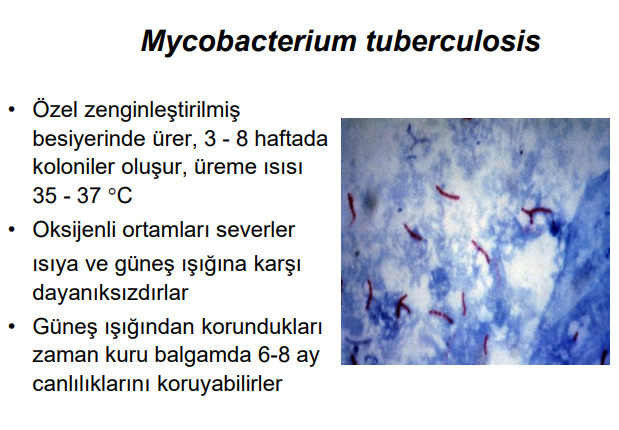 Mycobacterium tuberculosis
• Özel zenginleştirilmiş
besiyerinde ürer, 3 - 8 haftada
koloniler oluşur, üreme ısısı
35 - 37 °C
• Oksijenli ortamları severler
ısıya ve güneş ışığına karşı
dayanıksızdırlar
• Güneş ışığından korundukları
zaman kuru balgamda 6-8 ay
canlılıklarını koruyabilirler